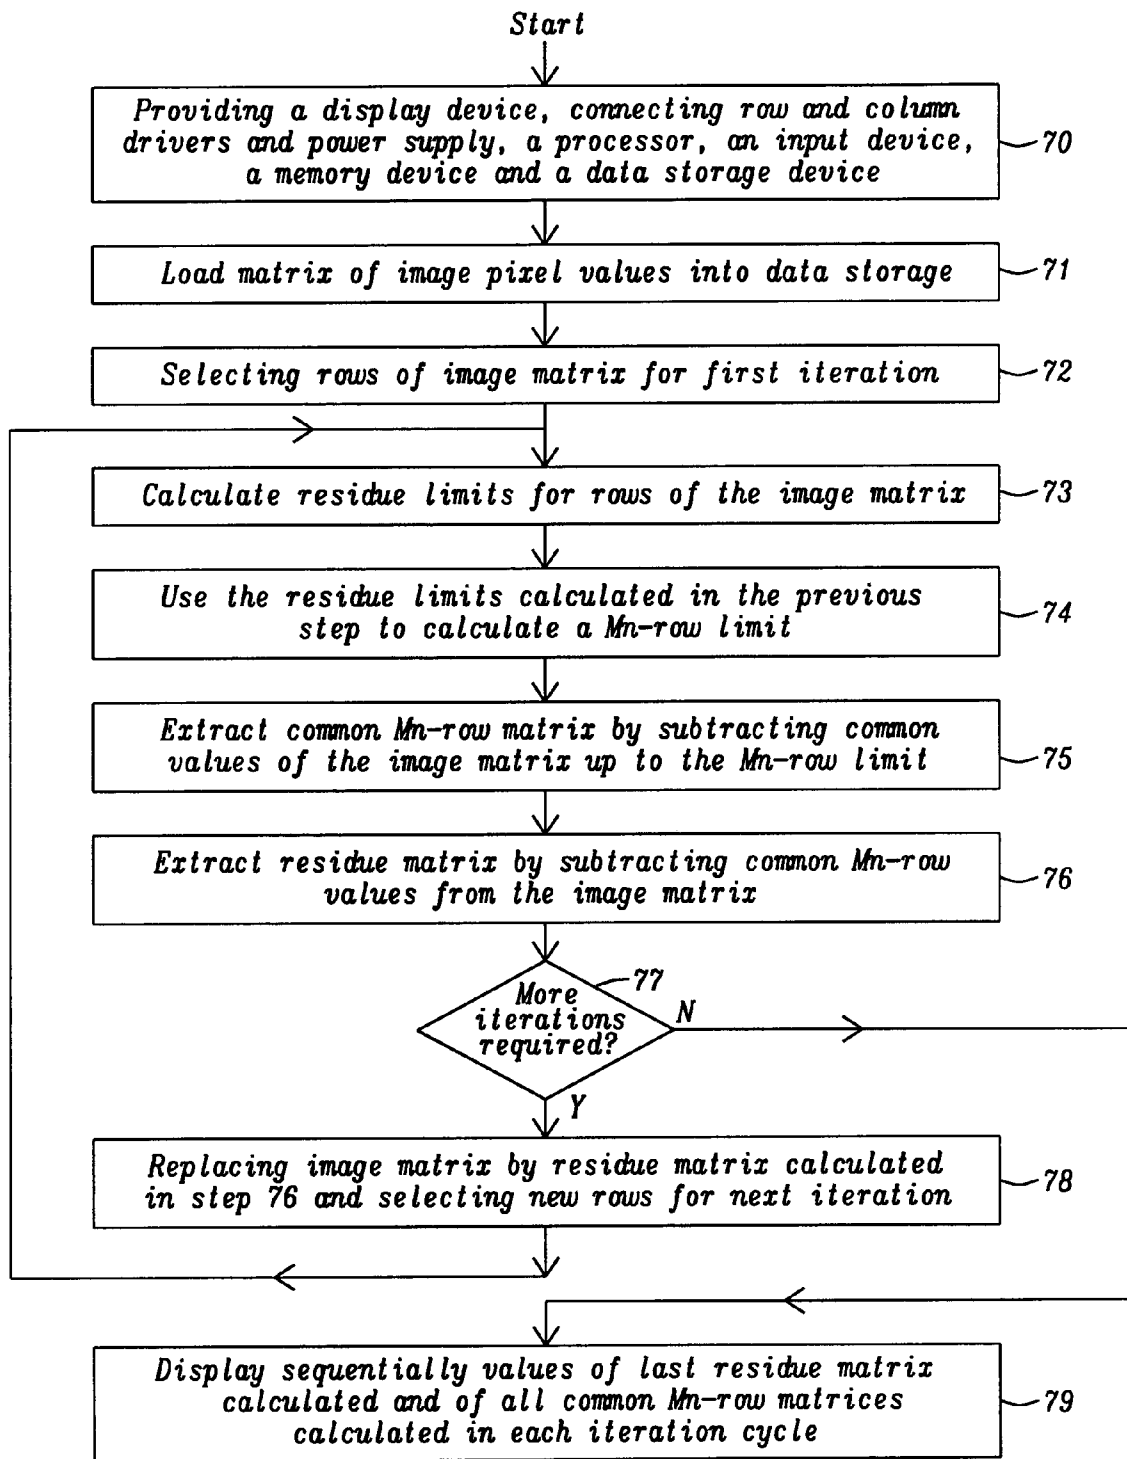 Start
Providing a display device, connecting row and column
drivers and power supply, a processor, an input device,
a memory device and a data storage device
70
Load matrix of image pixel values into data storage
71
Selecting rows of image matrix for first iteration
72
Calculate residue limits for rows of the image matrix
73
Use the residue limits calculated in the previous
step to calculate a Mn-row limit
74
Extract common Mn-row matrix by subtracting common
values of the image matrix up to the Mn-row limit
75
Extract residue matrix by subtracting common Mn-row
values from the image matrix
76
77
More
iterations
required?
N
Y
Replacing image matrix by residue matrix calculated
in step 76 and selecting new rows for next iteration
78
Display sequentially values of last residue matrix
calculated and of all common Mn-row matrices
calculated in each iteration cycle
79